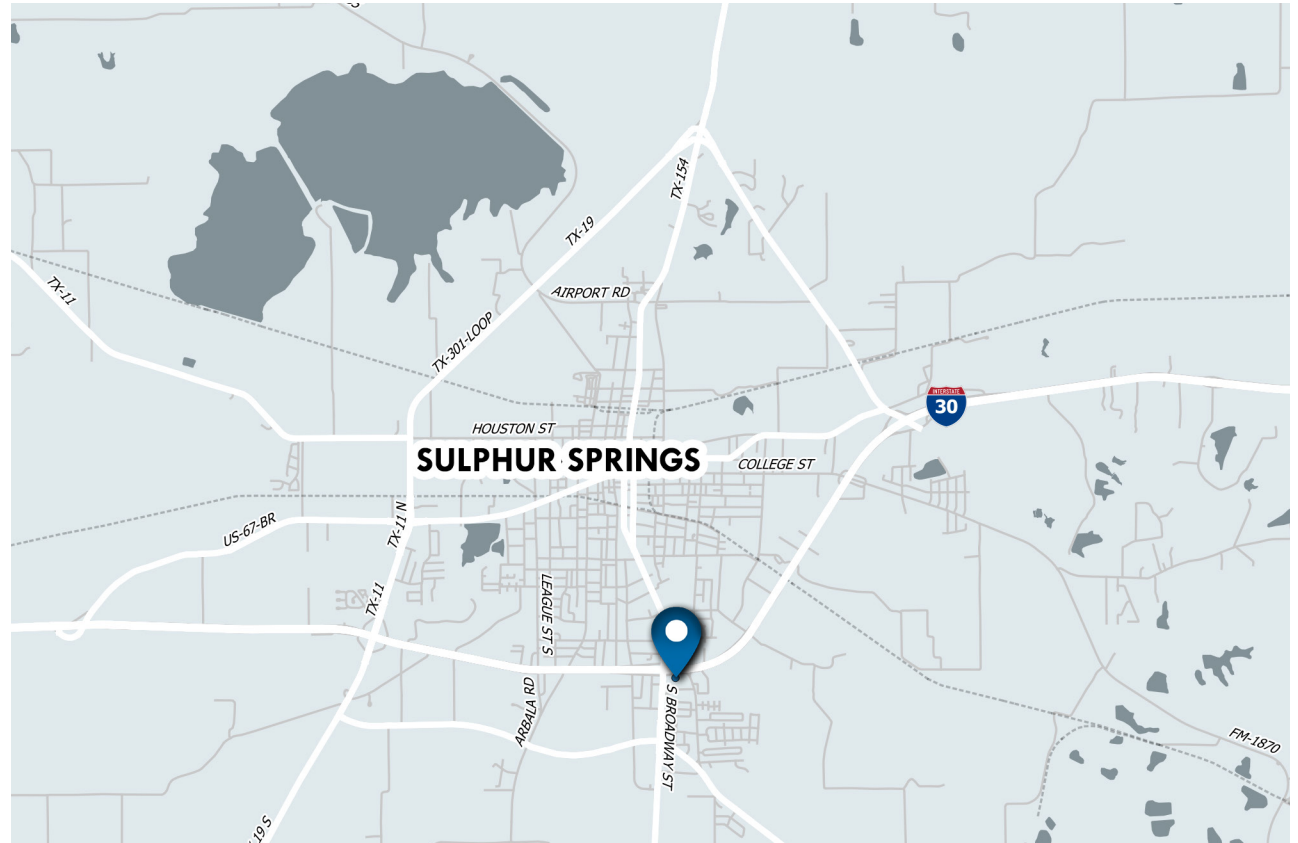 TX-154
TX-19
TX-11
AIRPORT RD
TX-301-LOOP
INTERSTATE
30
HOUSTON ST
SULPHUR SPRINGS
COLLEGE ST
TX-11 N
US-67-BR
TX-11
LEAGUE ST S
ARBALA RD
S BROADWAY ST
FM-1870
19 S